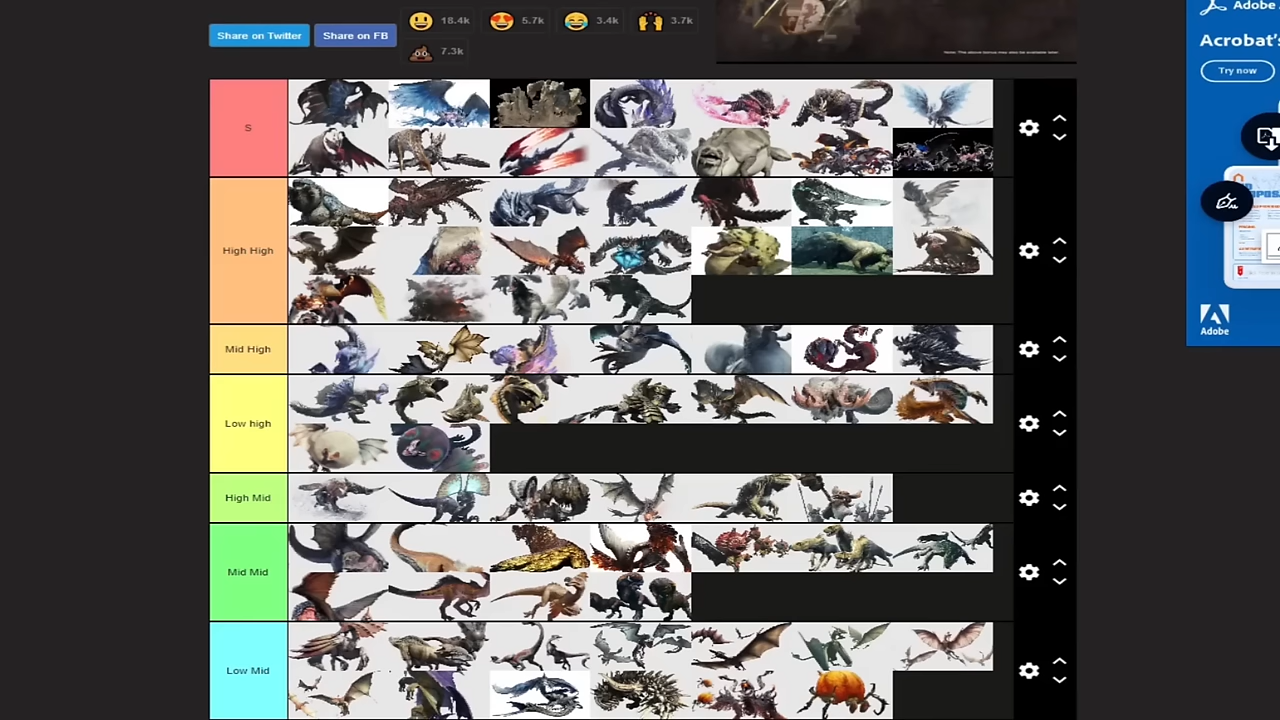 Adobe
Acrobat's
Try now
18.4k
5.7k
3.4k
3.7k
Share on Twitter
Share on FB
7.3k
S
High High
Mid High
Low high
High Mid
Mid Mid
Low Mid
Adobe